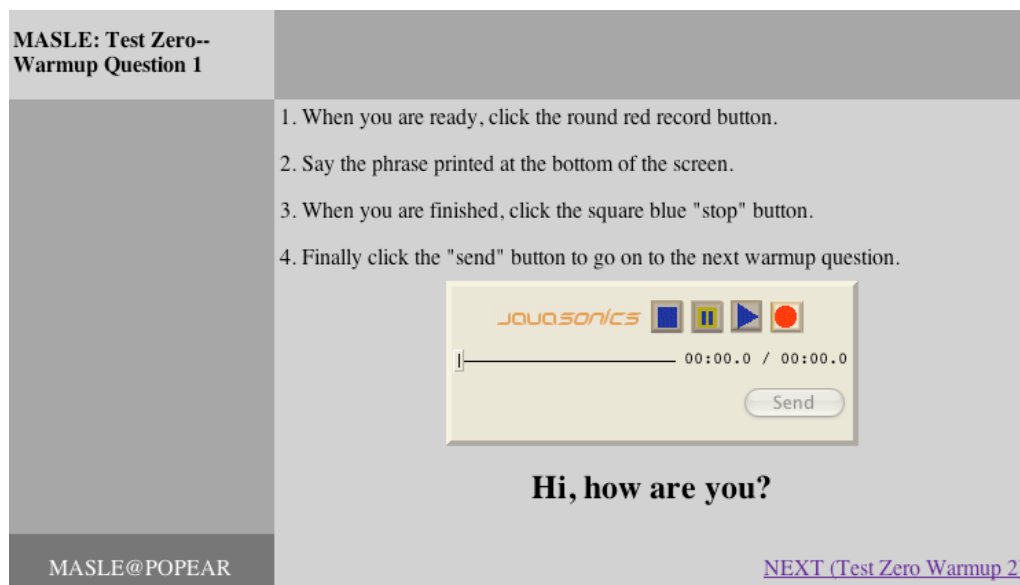 MASLE: Test Zero--
Warmup Question 1
1. When you are ready, click the round red record button.
2. Say the phrase printed at the bottom of the screen.
3. When you are finished, click the square blue "stop" button.
4. Finally click the "send" button to go on to the next warmup question.
javasonics
00:00.0 / 00:00.0
Send
Hi, how are you?
MASLE@POPEAR
NEXT (Test Zero Warmup 2